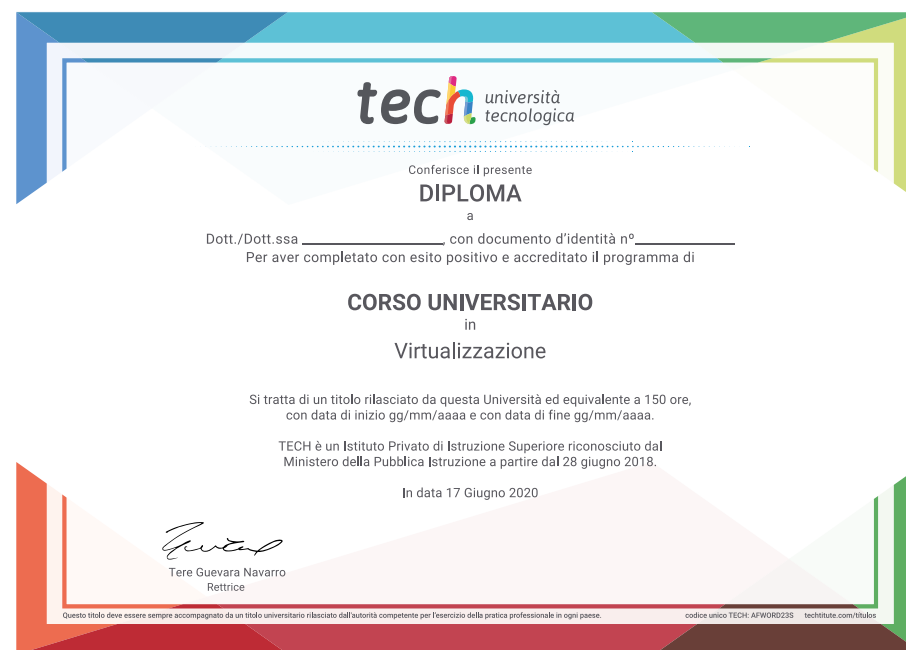 tech università
tecnologica
Conferisce il presente
DIPLOMA
a
Dott./Dott.ssa ____________________, con documento d'identità nº______________
Per aver completato con esito positivo e accreditato il programma di
CORSO UNIVERSITARIO
in
Virtualizzazione
Si tratta di un titolo rilasciato da questa Università ed equivalente a 150 ore,
con data di inizio gg/mm/aaaa e con data di fine gg/mm/aaaa.
TECH è un Istituto Privato di Istruzione Superiore riconosciuto dal
Ministero della Pubblica Istruzione a partire dal 28 giugno 2018.
In data 17 Giugno 2020
Tere Guevara Navarro
Rettrice
Questo titolo deve essere sempre accompagnato da un titolo universitario rilasciato dall'autorità competente per l'esercizio della pratica professionale in ogni paese. codice unico TECH: AFWORD23S techtitute.com/titulos